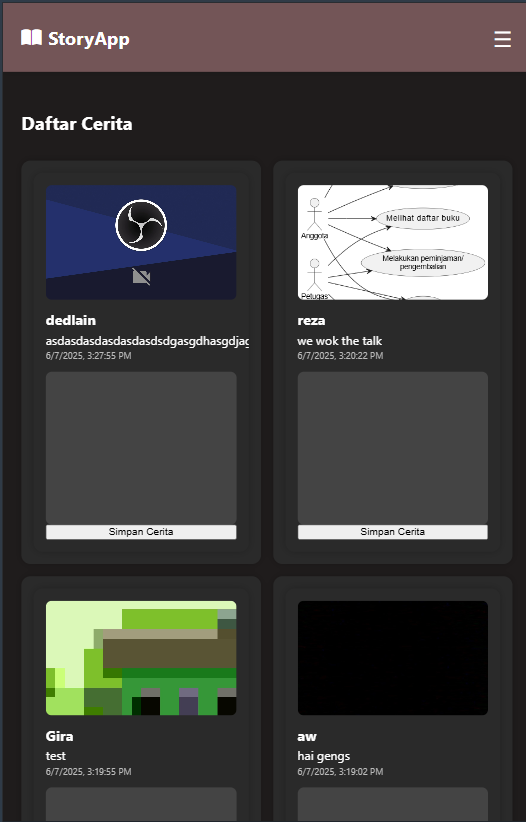 StoryApp
Daftar Cerita
Anggota
Petugas
Melihat daftar buku
Melakukan peminjaman/
pengembalian
dedlain
asdasdasdasdasdasdsdgasgdhasgdjag
6/7/2025, 3:27:55 PM
Simpan Cerita
reza
we wok the talk
6/7/2025, 3:20:22 PM
Simpan Cerita
Gira
test
6/7/2025, 3:19:55 PM
aw
hai gengs
6/7/2025, 3:19:02 PM